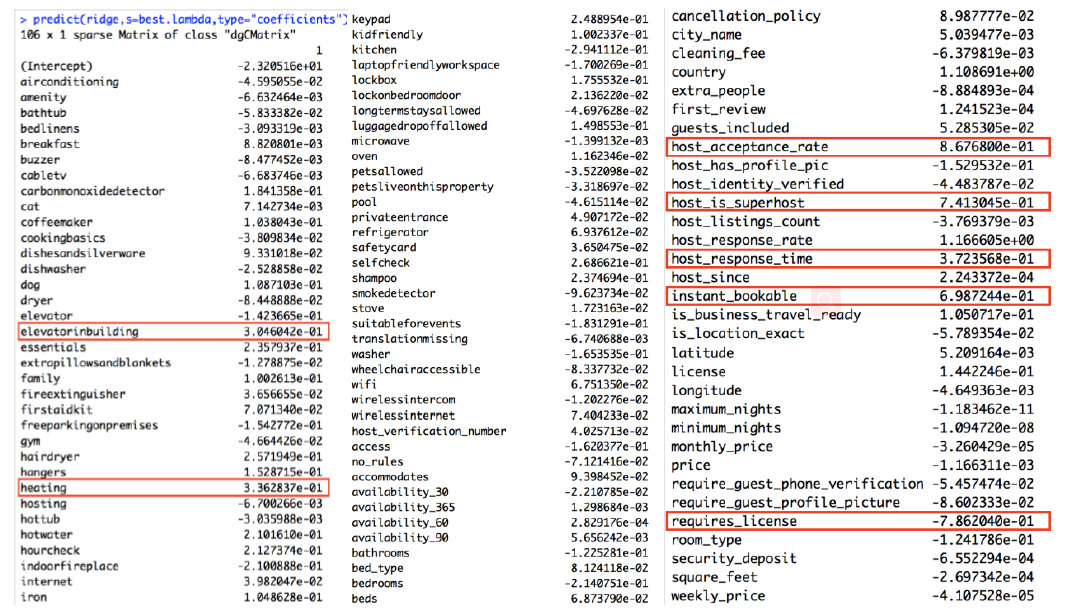 > predict(ridge,s=best.lambda,type="coefficients")
106 x 1 sparse Matrix of class "dgCMatrix"
1
(Intercept) -2.320516e+01
airconditioning -4.595055e-02
amenity -6.632464e-03
bathtub -5.833382e-02
bedlinens -3.093319e-03
breakfast 8.820801e-03
buzzer -8.477452e-03
cabletv -6.683746e-03
carbonmonoxidedetector 1.841358e-01
cat 7.142734e-03
coffeemaker 1.038043e-01
cookingbasics -3.809834e-02
dishesandsilverware 9.331018e-02
dishwasher -2.528858e-02
dog 1.087103e-01
dryer -8.448888e-02
elevator -1.423665e-01
elevatorinbuilding 3.046042e-01
essentials 2.357937e-01
extrapillowsandblankets -1.278875e-02
family 1.002613e-01
fireextinguisher 3.656655e-02
firstaidkit 7.071340e-02
freeparkingonpremises -1.542772e-01
gym -4.664426e-02
hairdryer 2.571949e-01
hangers 1.528715e-01
heating 3.362837e-01
hosting -6.700266e-03
hottub -3.035988e-03
hotwater 2.101610e-01
hourcheck 2.127374e-01
indoorfireplace -2.100888e-01
internet 3.982047e-02
iron 1.048628e-01
keypad 2.488954e-01
kidfriendly 1.002337e-01
kitchen -2.941112e-01
laptopfriendlyworkspace -1.700269e-01
lockbox 1.755532e-01
lockonbedroomdoor 2.136220e-02
longtermstaysallowed -4.697628e-02
luggagedropoffallowed 1.498553e-01
microwave -1.399132e-03
oven 1.162346e-02
petsallowed -3.522098e-02
petsliveonthisproperty -3.318697e-02
pool -4.615114e-02
privateentrance 4.907172e-02
refrigerator 6.937612e-02
safetycard 3.650475e-02
selfcheck 2.686621e-01
shampoo 2.374694e-01
smokedetector -9.623734e-02
stove 1.723163e-02
suitableforevents -1.831291e-01
translationmissing -6.740688e-03
washer -1.653535e-01
wheelchairaccessible -8.337732e-02
wifi 6.751350e-02
wirelessintercom -1.202276e-02
wirelessinternet 7.404233e-02
host_verification_number 4.025713e-02
access -1.620377e-01
no_rules -7.121416e-02
accommodates 9.398452e-02
availability_30 -2.210785e-02
availability_365 1.298684e-03
availability_60 2.829176e-04
availability_90 5.656242e-03
bathrooms -1.225281e-01
bed_type 8.124118e-02
bedrooms -2.140751e-01
beds 6.873790e-02
cancellation_policy 8.987777e-02
city_name 5.039477e-03
cleaning_fee -6.379819e-03
country 1.108691e+00
extra_people -8.884893e-04
first_review 1.241523e-04
guests_included 5.285305e-02
host_acceptance_rate 8.676800e-01
host_has_profile_pic -1.529532e-01
host_identity_verified -4.483787e-02
host_is_superhost 7.413045e-01
host_listings_count -3.769379e-03
host_response_rate 1.166605e+00
host_response_time 3.723568e-01
host_since 2.243372e-04
instant_bookable 6.987244e-01
is_business_travel_ready 1.050717e-01
is_location_exact -5.789354e-02
latitude 5.209164e-03
license 1.442246e-01
longitude -4.649363e-03
maximum_nights -1.183462e-11
minimum_nights -1.094720e-08
monthly_price -3.260429e-05
price -1.166311e-03
require_guest_phone_verification -5.457474e-02
require_guest_profile_picture -8.602333e-02
requires_license -7.862040e-01
room_type -1.241786e-01
security_deposit -6.552294e-04
square_feet -2.697342e-04
weekly_price -4.107528e-05